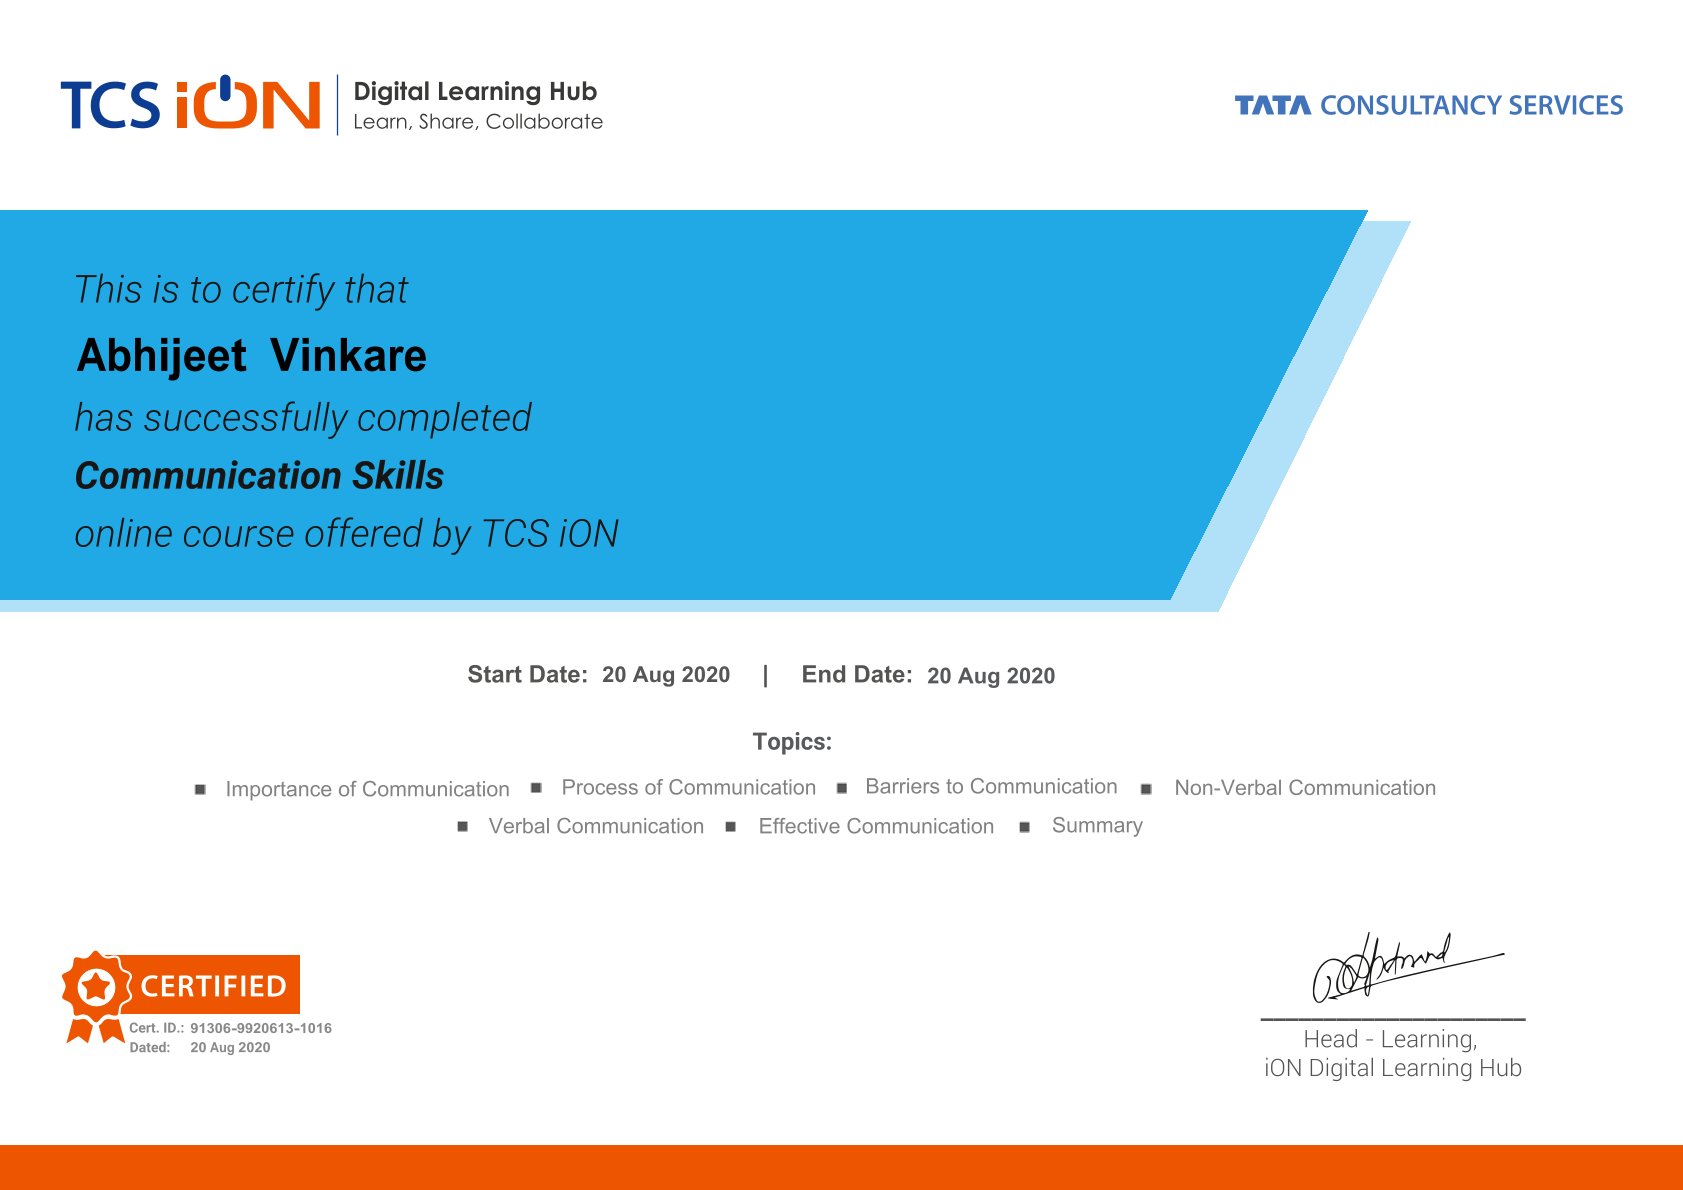 TCS iON Digital Learning Hub
Learn, Share, Collaborate
TATA CONSULTANCY SERVICES
This is to certify that
Abhijeet Vinkare
has successfully completed
Communication Skills
online course offered by TCS iON
Start Date: 20 Aug 2020 | End Date: 20 Aug 2020
Topics:
▪ Importance of Communication ▪ Process of Communication ▪ Barriers to Communication ▪ Non-Verbal Communication
▪ Verbal Communication ▪ Effective Communication ▪ Summary
CERTIFIED
Cert. ID.: 91306-9920613-1016
Dated: 20 Aug 2020
Head - Learning,
iON Digital Learning Hub